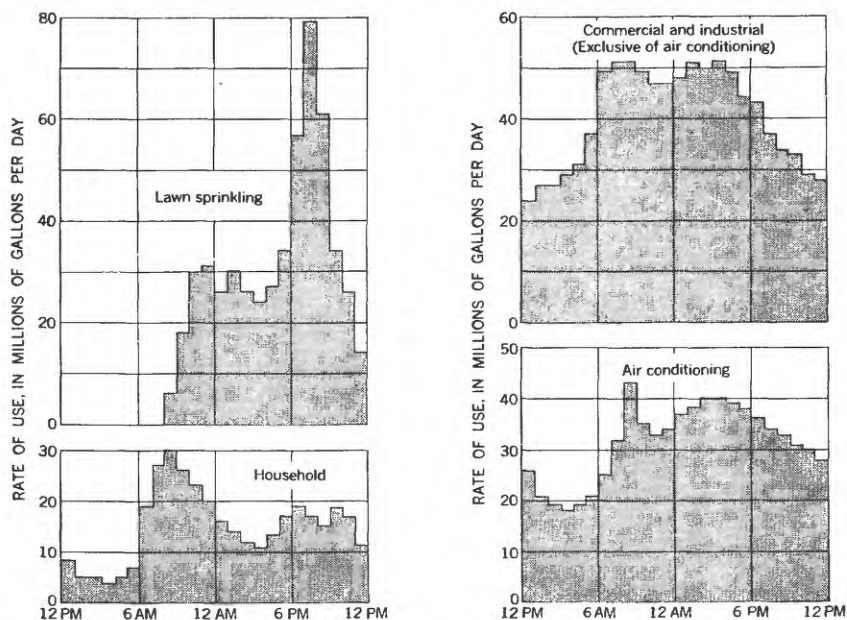 RATE OF USE, IN MILLIONS OF GALLONS PER DAY
80
60
40
20
0
Lawn sprinkling
30
20
10
0
Household
12 PM 6 AM 12 AM 6 PM 12 PM
RATE OF USE, IN MILLIONS OF GALLONS PER DAY
60
40
20
0
Commercial and industrial
(Exclusive of air conditioning)
50
40
30
20
10
0
Air conditioning
12 PM 6 AM 12 AM 6 PM 12 PM